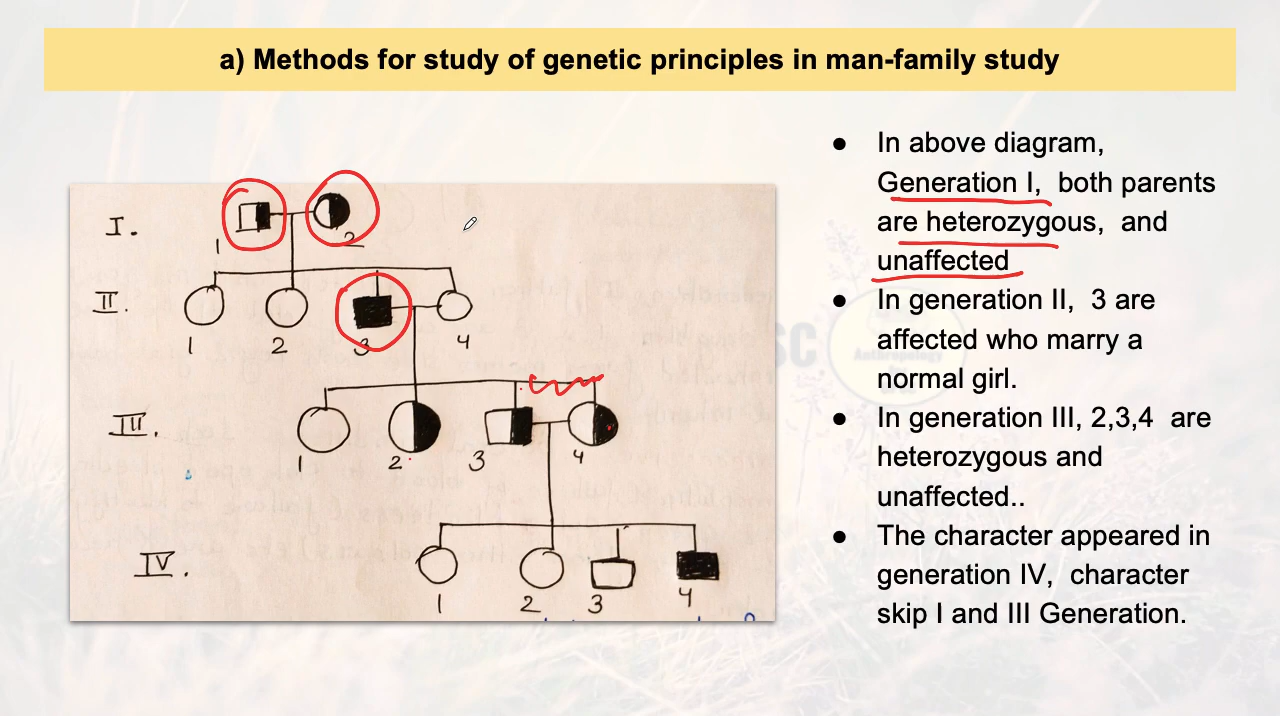 a) Methods for study of genetic principles in man-family study
I.
1
2
II.
1
2
3
4
III.
1
2
3
4
IV.
1
2
3
4
● In above diagram,
Generation I, both parents
are heterozygous, and
unaffected
● In generation II, 3 are
affected who marry a
normal girl.
● In generation III, 2,3,4 are
heterozygous and
unaffected..
● The character appeared in
generation IV, character
skip I and III Generation.
SC
Anthropology